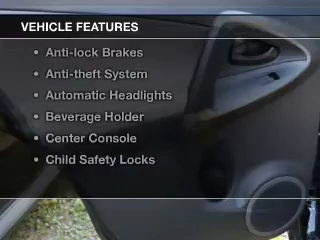 VEHICLE FEATURES
• Anti-lock Brakes
• Anti-theft System
• Automatic Headlights
• Beverage Holder
• Center Console
• Child Safety Locks